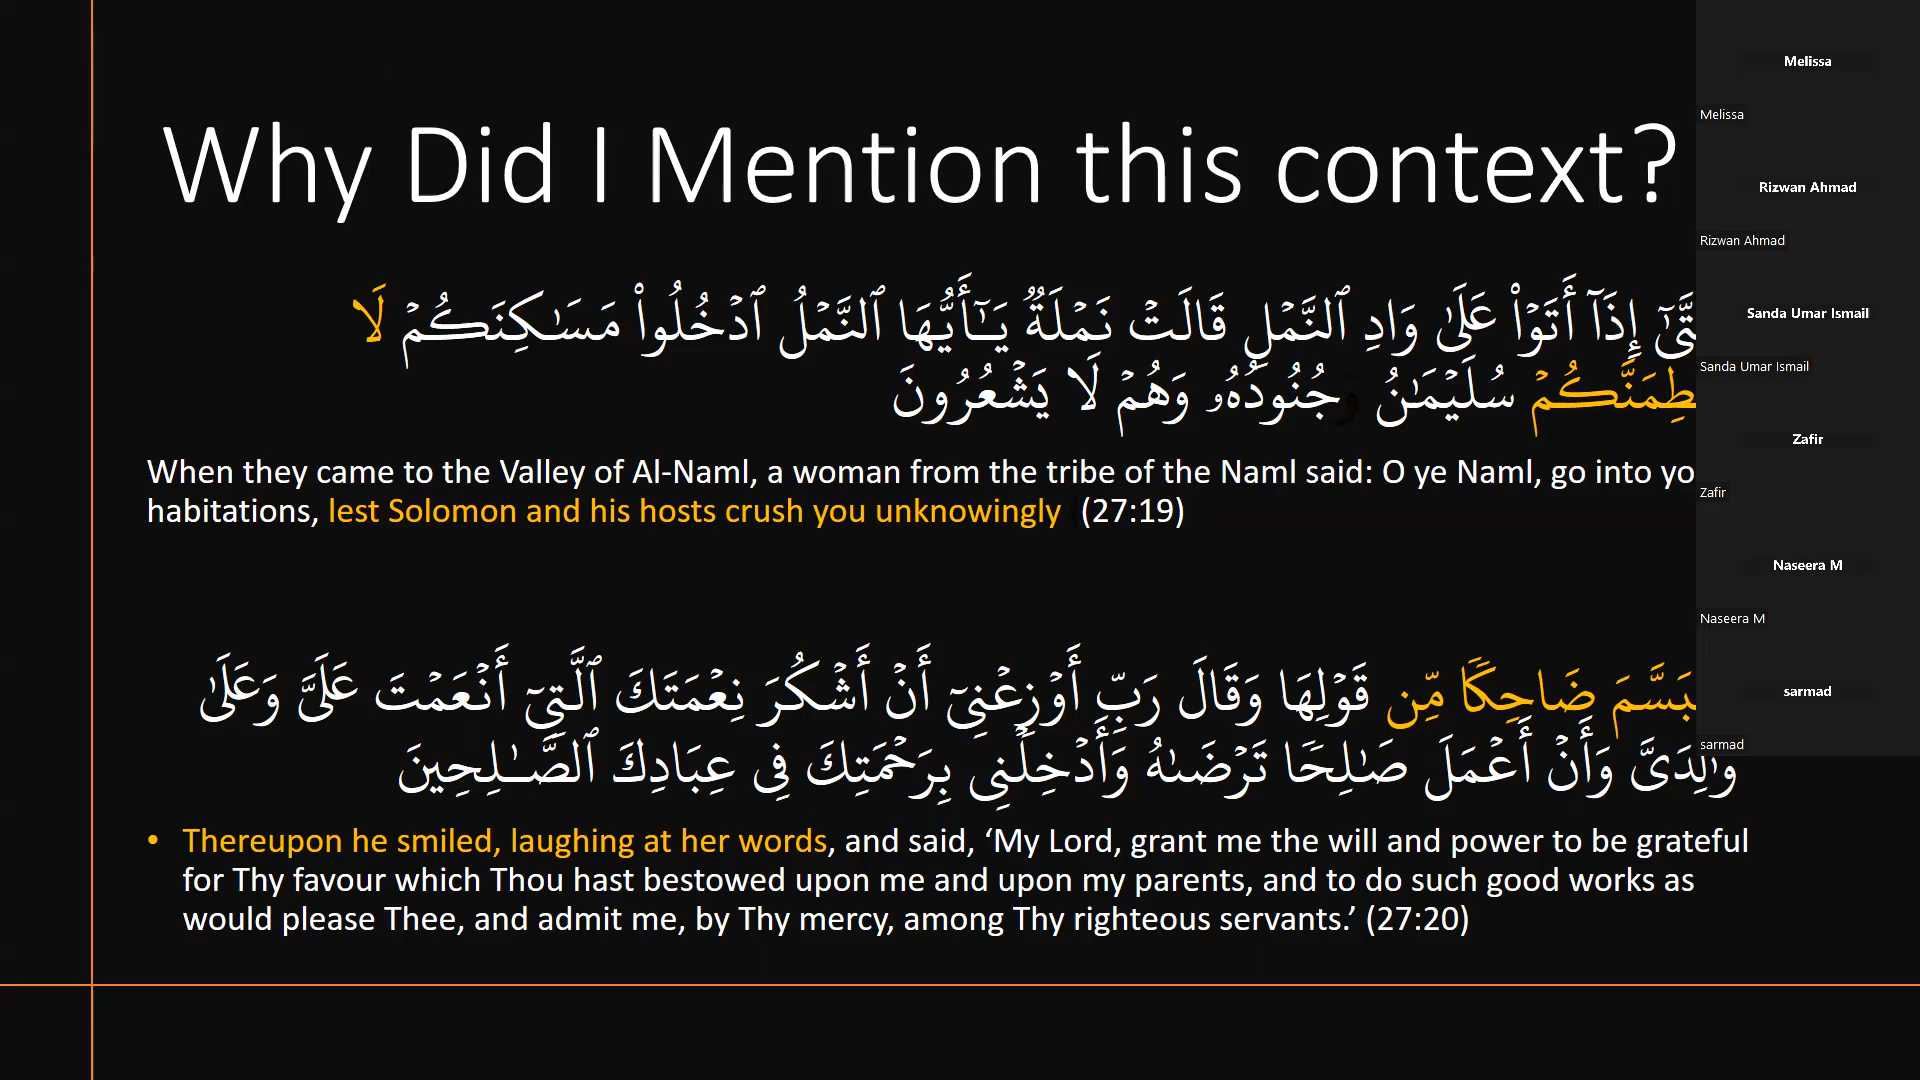 Why Did I Mention this context?
تَّىٰٓ إِذَآ أَتَوۡاْ عَلَىٰ وَادِ ٱلنَّمۡلِ قَالَتۡ نَمۡلَةٞ يَـٰٓأَيُّهَا ٱلنَّمۡلُ ٱدۡخُلُواْ مَسَـٰكِنَكُمۡ لَا
طِمَنَّكُمۡ سُلَيۡمَـٰنُ وَجُنُودُهُۥ وَهُمۡ لَا يَشۡعُرُونَ
When they came to the Valley of Al-Naml, a woman from the tribe of the Naml said: O ye Naml, go into yo
habitations, lest Solomon and his hosts crush you unknowingly (27:19)
بَسَّمَ ضَاحِكٗا مِّن قَوۡلِهَا وَقَالَ رَبِّ أَوۡزِعۡنِىٓ أَنۡ أَشۡكُرَ نِعۡمَتَكَ ٱلَّتِىٓ أَنۡعَمۡتَ عَلَىَّ وَعَلَىٰ
وَٰلِدَىَّ وَأَنۡ أَعۡمَلَ صَـٰلِحٗا تَرۡضَىٰهُ وَأَدۡخِلۡنِى بِرَحۡمَتِكَ فِى عِبَادِكَ ٱلصَّـٰلِحِينَ
• Thereupon he smiled, laughing at her words, and said, ‘My Lord, grant me the will and power to be grateful
for Thy favour which Thou hast bestowed upon me and upon my parents, and to do such good works as
would please Thee, and admit me, by Thy mercy, among Thy righteous servants.’ (27:20)
Melissa
Melissa
Rizwan Ahmad
Rizwan Ahmad
Sanda Umar Ismail
Sanda Umar Ismail
Zafir
Zafir
Naseera M
Naseera M
sarmad
sarmad